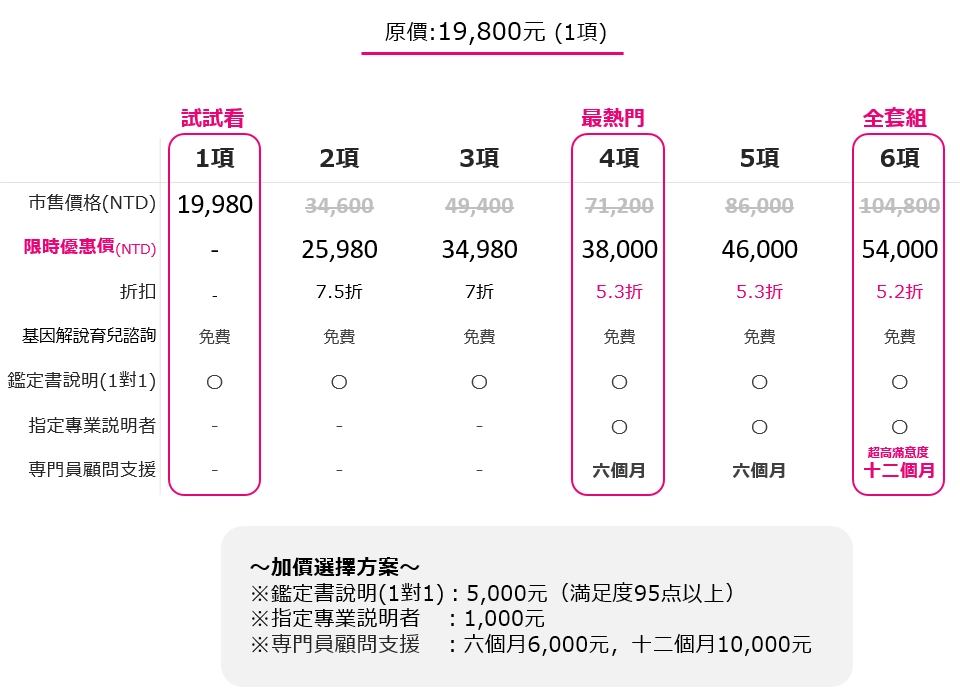 原價:19,800元 (1項)
試試看 最熱門 全套組
1項 2項 3項 4項 5項 6項
市售價格(NTD) 19,980 34,600 49,400 71,200 86,000 104,800
限時優惠價(NTD) - 25,980 34,980 38,000 46,000 54,000
折扣 - 7.5折 7折 5.3折 5.3折 5.2折
基因解說育兒諮詢 免費 免費 免費 免費 免費 免費
鑑定書說明(1對1) ○ ○ ○ ○ ○ ○
指定專業説明者 - - - ○ ○ ○
超高滿意度
専門員顧問支援 - - - 六個月 六個月 十二個月
～加價選擇方案～
※鑑定書說明(1對1)：5,000元（満足度95点以上）
※指定專業説明者 ：1,000元
※専門員顧問支援 ：六個月6,000元，十二個月10,000元